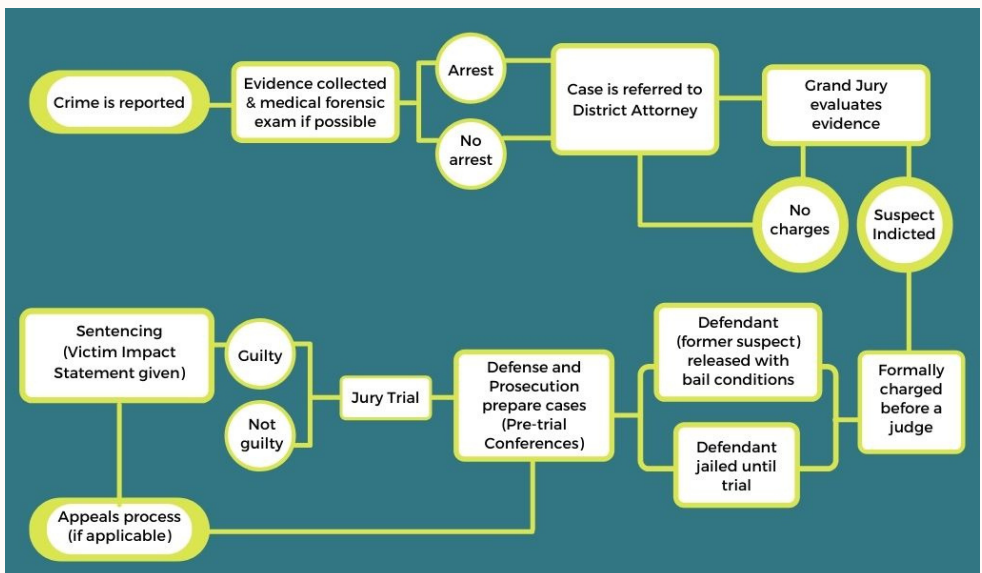 Crime is reported
Evidence collected
& medical forensic
exam if possible
Arrest
No
arrest
Case is referred to
District Attorney
Grand Jury
evaluates
evidence
No
charges
Suspect
Indicted
Formally
charged
before a
judge
Defendant
(former suspect)
released with
bail conditions
Defendant
jailed until
trial
Defense and
Prosecution
prepare cases
(Pre-trial
Conferences)
Jury Trial
Guilty
Not
guilty
Sentencing
(Victim Impact
Statement given)
Appeals process
(if applicable)